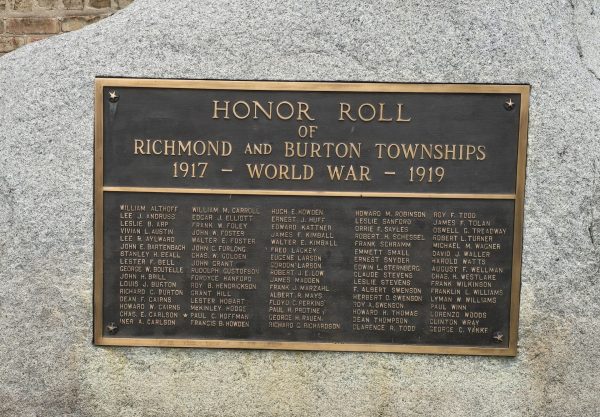 HONOR ROLL
OF
RICHMOND AND BURTON TOWNSHIPS
1917 - WORLD WAR - 1919
WILLIAM ALTHOFF
LEE J. ANDRUSS
LESLIE B. ARP
VIVIAN L. AUSTIN
LEE R. AYLWARD
JOHN E. BARTENBACH
STANLEY H. BEALL
LESTER F. BELL
GEORGE W. BOUTELLE
JOHN H. BRILL
LOUIS J. BURTON
RICHARD C. BURTON
DEAN F. CAIRNS
HOWARD W. CAIRNS
CHAS. E. CARLSON
INER A. CARLSON
WILLIAM M. CARROLL
EDGAR J. ELLIOTT
FRANK W. FOLEY
JOHN W. FOSTER
WALTER E. FOSTER
JOHN C. FURLONG
CHAS. W. GOLDEN
JOHN GRANT
RUDOLPH GUSTOFSON
FORDYCE HANFORD
ROY B. HENDRICKSON
GRANT HILL
LESTER HOBART
MCKINLEY HODGE
PAUL C. HOFFMAN
FRANCIS B. HOWDEN
HUGH E. HOWDEN
ERNEST J. HUFF
EDWARD KATTNER
JAMES F. KIMBALL
WALTER E. KIMBALL
FRED LACKEY
EUGENE LARSON
GORDON LARSON
ROBERT J. E. LOW
JAMES MADDEN
FRANK J. MARZAHL
ALBERT R. MAYS
FLOYD C. PERKINS
PAUL H. PROTINE
GEORGE H. RAUEN
RICHARD G. RICHARDSON
HOWARD M. ROBINSON
LESLIE SANFORD
ORRIE F. SAYLES
ROBERT H. SCHIESSEL
FRANK SCHRAMM
EMMETT SMALL
ERNEST SNYDER
EDWIN L. STERNBERG
CLAUDE STEVENS
LESLIE STEVENS
E. ALBERT SWENSON
HERBERT O. SWENSON
ROY A. SWENSON
HOWARD H. THOMAS
DEAN THOMPSON
CLARENCE R. TODD
ROY F. TODD
JAMES F. TOLAN
OSWELL G. TREADWAY
ROBERT L. TURNER
MICHAEL M. WAGNER
DAVID J. WALLER
HAROLD WATTS
AUGUST F. WELLMAN
CHAS. H. WESTLAKE
FRANK WILKINSON
FRANKLIN L. WILLIAMS
LYMAN W. WILLIAMS
PAUL WINN
LORENZO WOODS
CLINTON WRAY
GEORGE C.